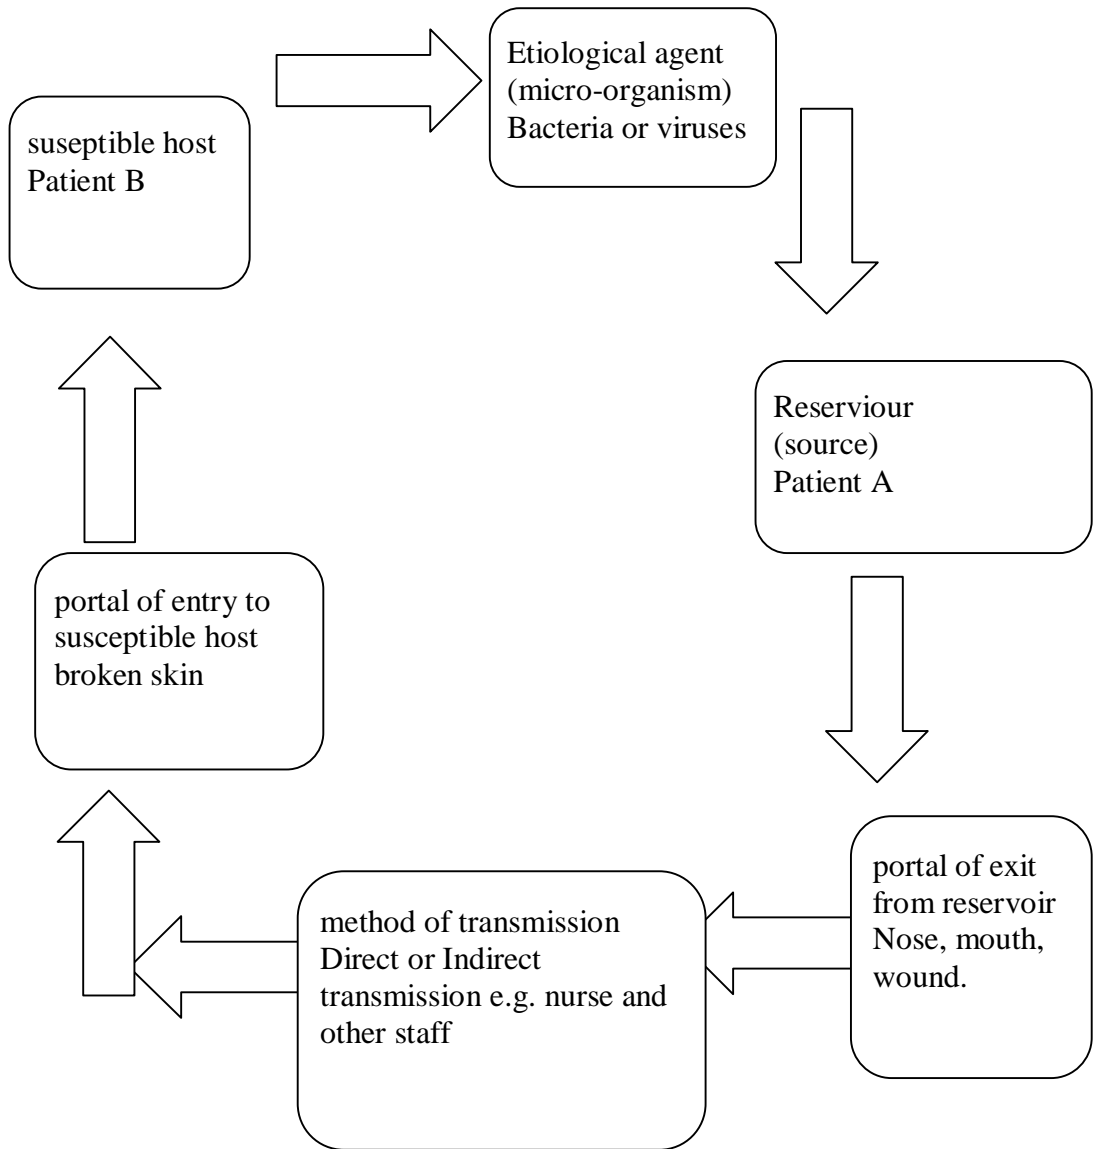 Etiological agent
(micro-organism)
Bacteria or viruses
suseptible host
Patient B
Reserviour
(source)
Patient A
portal of entry to
susceptible host
broken skin
portal of exit
from reservoir
Nose, mouth,
wound.
method of transmission
Direct or Indirect
transmission e.g. nurse and
other staff